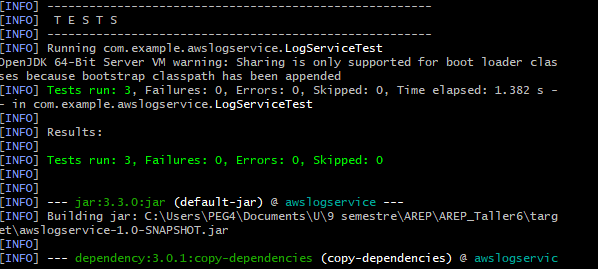 [INFO] -------------------------------------------------------
[INFO]  T E S T S
[INFO] -------------------------------------------------------
[INFO] Running com.example.awslogservice.LogServiceTest
OpenJDK 64-Bit Server VM warning: Sharing is only supported for boot loader clas
ses because bootstrap classpath has been appended
[INFO] Tests run: 3, Failures: 0, Errors: 0, Skipped: 0, Time elapsed: 1.382 s -
- in com.example.awslogservice.LogServiceTest
[INFO]
[INFO] Results:
[INFO]
[INFO] Tests run: 3, Failures: 0, Errors: 0, Skipped: 0
[INFO]
[INFO]
[INFO] --- jar:3.3.0:jar (default-jar) @ awslogservice ---
[INFO] Building jar: C:\Users\PEG4\Documents\U\9 semestre\AREP\AREP_Taller6\targ
et\awslogservice-1.0-SNAPSHOT.jar
[INFO]
[INFO] --- dependency:3.0.1:copy-dependencies (copy-dependencies) @ awslogservic